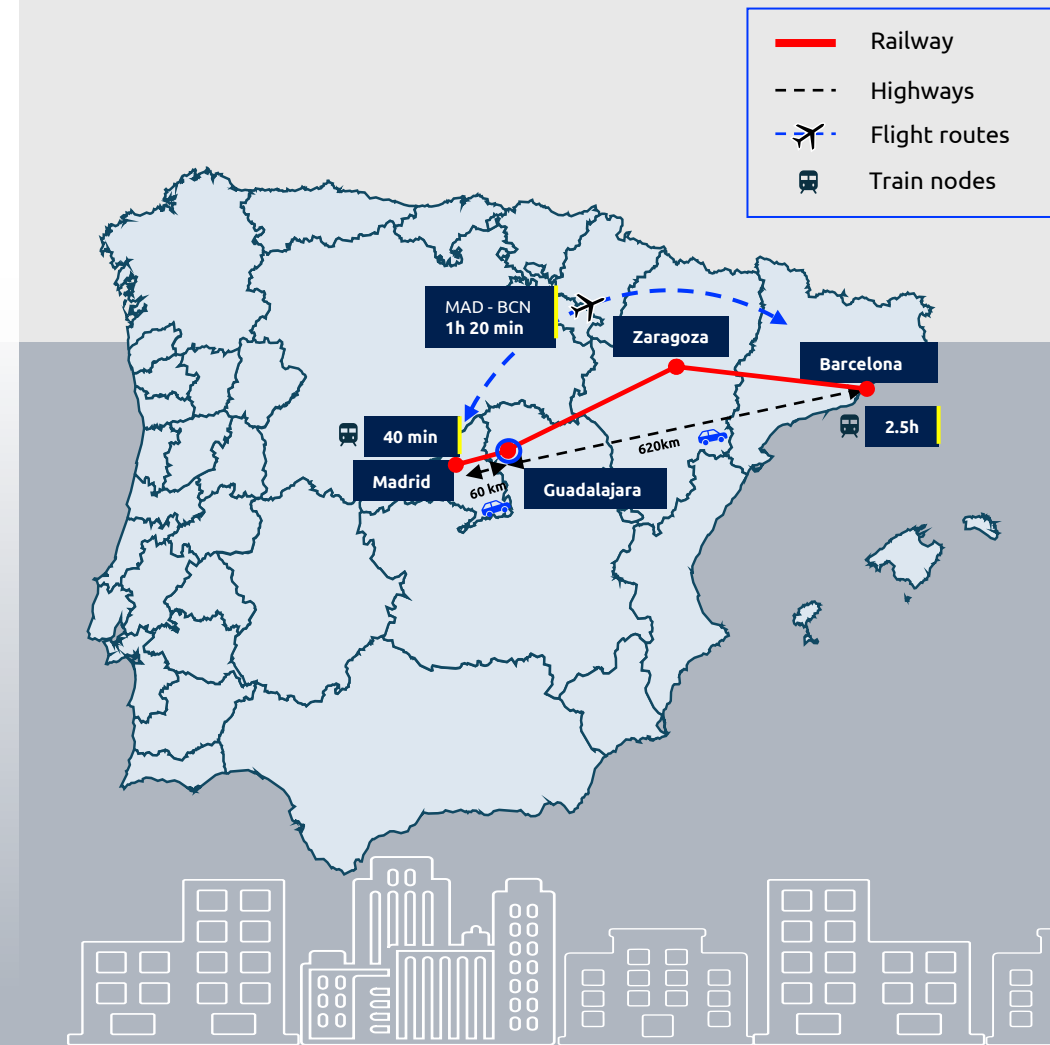 Railway
Highways
Flight routes
Train nodes
MAD - BCN
1h 20 min
Zaragoza
Barcelona
40 min
2.5h
620km
Madrid
60 km
Guadalajara